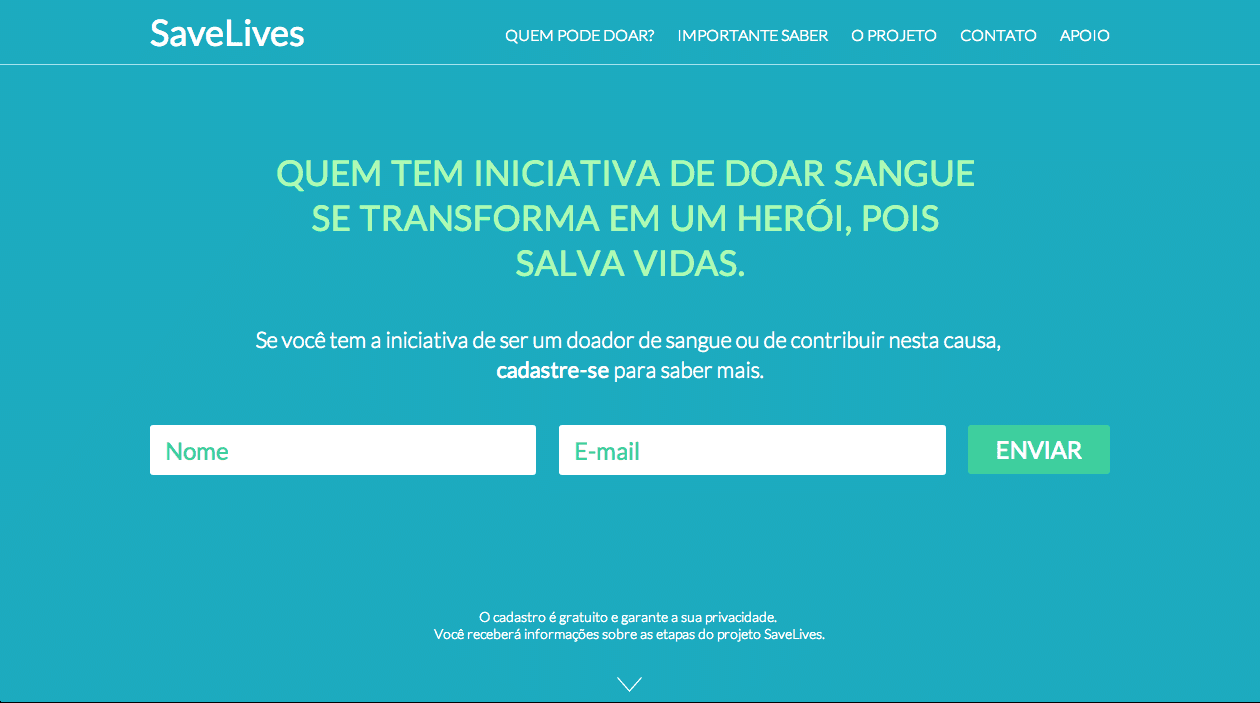 SaveLives
QUEM PODE DOAR? IMPORTANTE SABER O PROJETO CONTATO APOIO
QUEM TEM INICIATIVA DE DOAR SANGUE
SE TRANSFORMA EM UM HERÓI, POIS
SALVA VIDAS.
Se você tem a iniciativa de ser um doador de sangue ou de contribuir nesta causa,
cadastre-se para saber mais.
Nome
E-mail
ENVIAR
O cadastro é gratuito e garante a sua privacidade.
Você receberá informações sobre as etapas do projeto SaveLives.